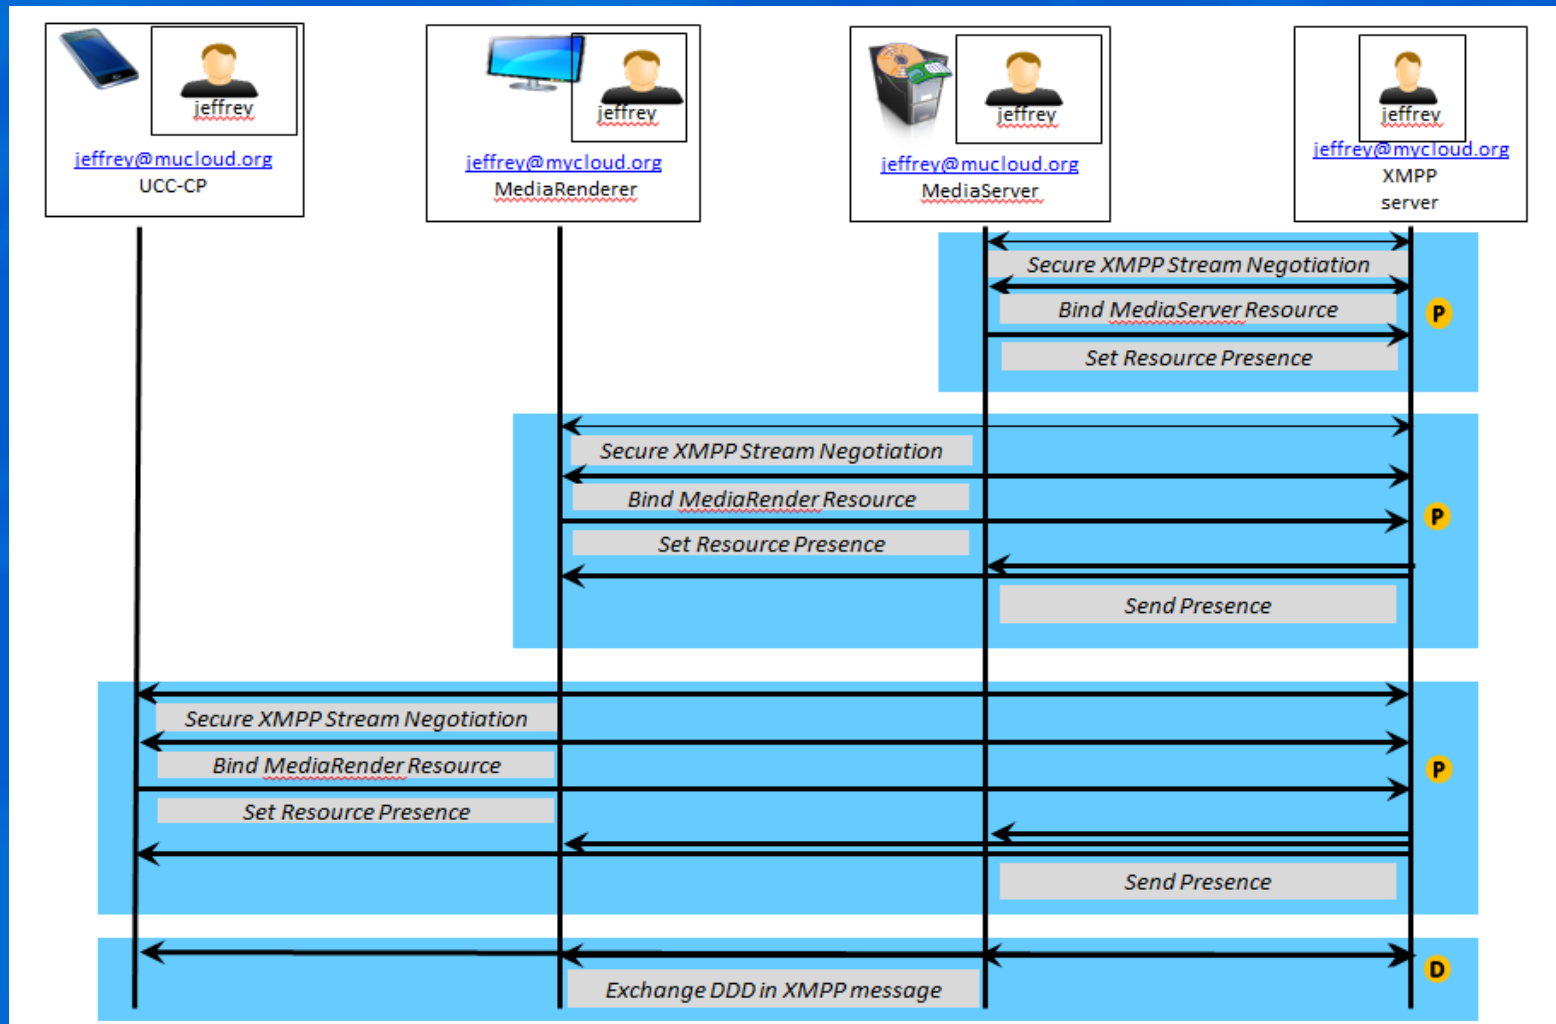 jeffrey
jeffrey@mucloud.org
UCC-CP
jeffrey
jeffrey@mycloud.org
MediaRenderer
jeffrey
jeffrey@mucloud.org
MediaServer
jeffrey
jeffrey@mycloud.org
XMPP
server
Secure XMPP Stream Negotiation
Bind MediaServer Resource
P
Set Resource Presence
Secure XMPP Stream Negotiation
Bind MediaRender Resource
P
Set Resource Presence
Send Presence
Secure XMPP Stream Negotiation
Bind MediaRender Resource
P
Set Resource Presence
Send Presence
D
Exchange DDD in XMPP message